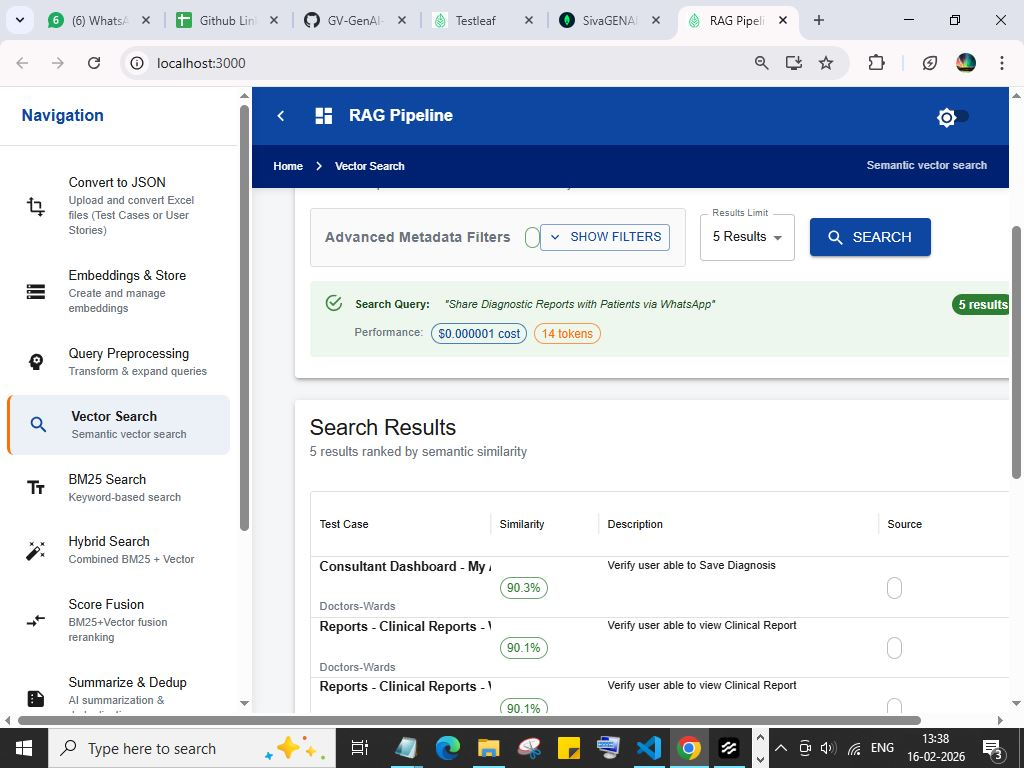 (6) WhatsA
Github Lin
GV-GenAI-
Testleaf
SivaGENA
RAG Pipeli
localhost:3000
Navigation
RAG Pipeline
Home
Vector Search
Semantic vector search
Convert to JSON
Upload and convert Excel
files (Test Cases or User
Stories)
Embeddings & Store
Create and manage
embeddings
Query Preprocessing
Transform & expand queries
Vector Search
Semantic vector search
BM25 Search
Keyword-based search
Hybrid Search
Combined BM25 + Vector
Score Fusion
BM25+Vector fusion
reranking
Summarize & Dedup
AI summarization &
Advanced Metadata Filters
SHOW FILTERS
Results Limit
5 Results
SEARCH
Search Query: "Share Diagnostic Reports with Patients via WhatsApp"
5 results
Performance: $0.000001 cost 14 tokens
Search Results
5 results ranked by semantic similarity
Test Case Similarity Description Source
Consultant Dashboard - My
90.3%
Verify user able to Save Diagnosis
Doctors-Wards
Reports - Clinical Reports -
90.1%
Verify user able to view Clinical Report
Doctors-Wards
Reports - Clinical Reports -
90.1%
Verify user able to view Clinical Report
Type here to search
ENG
13:38
16-02-2026
3